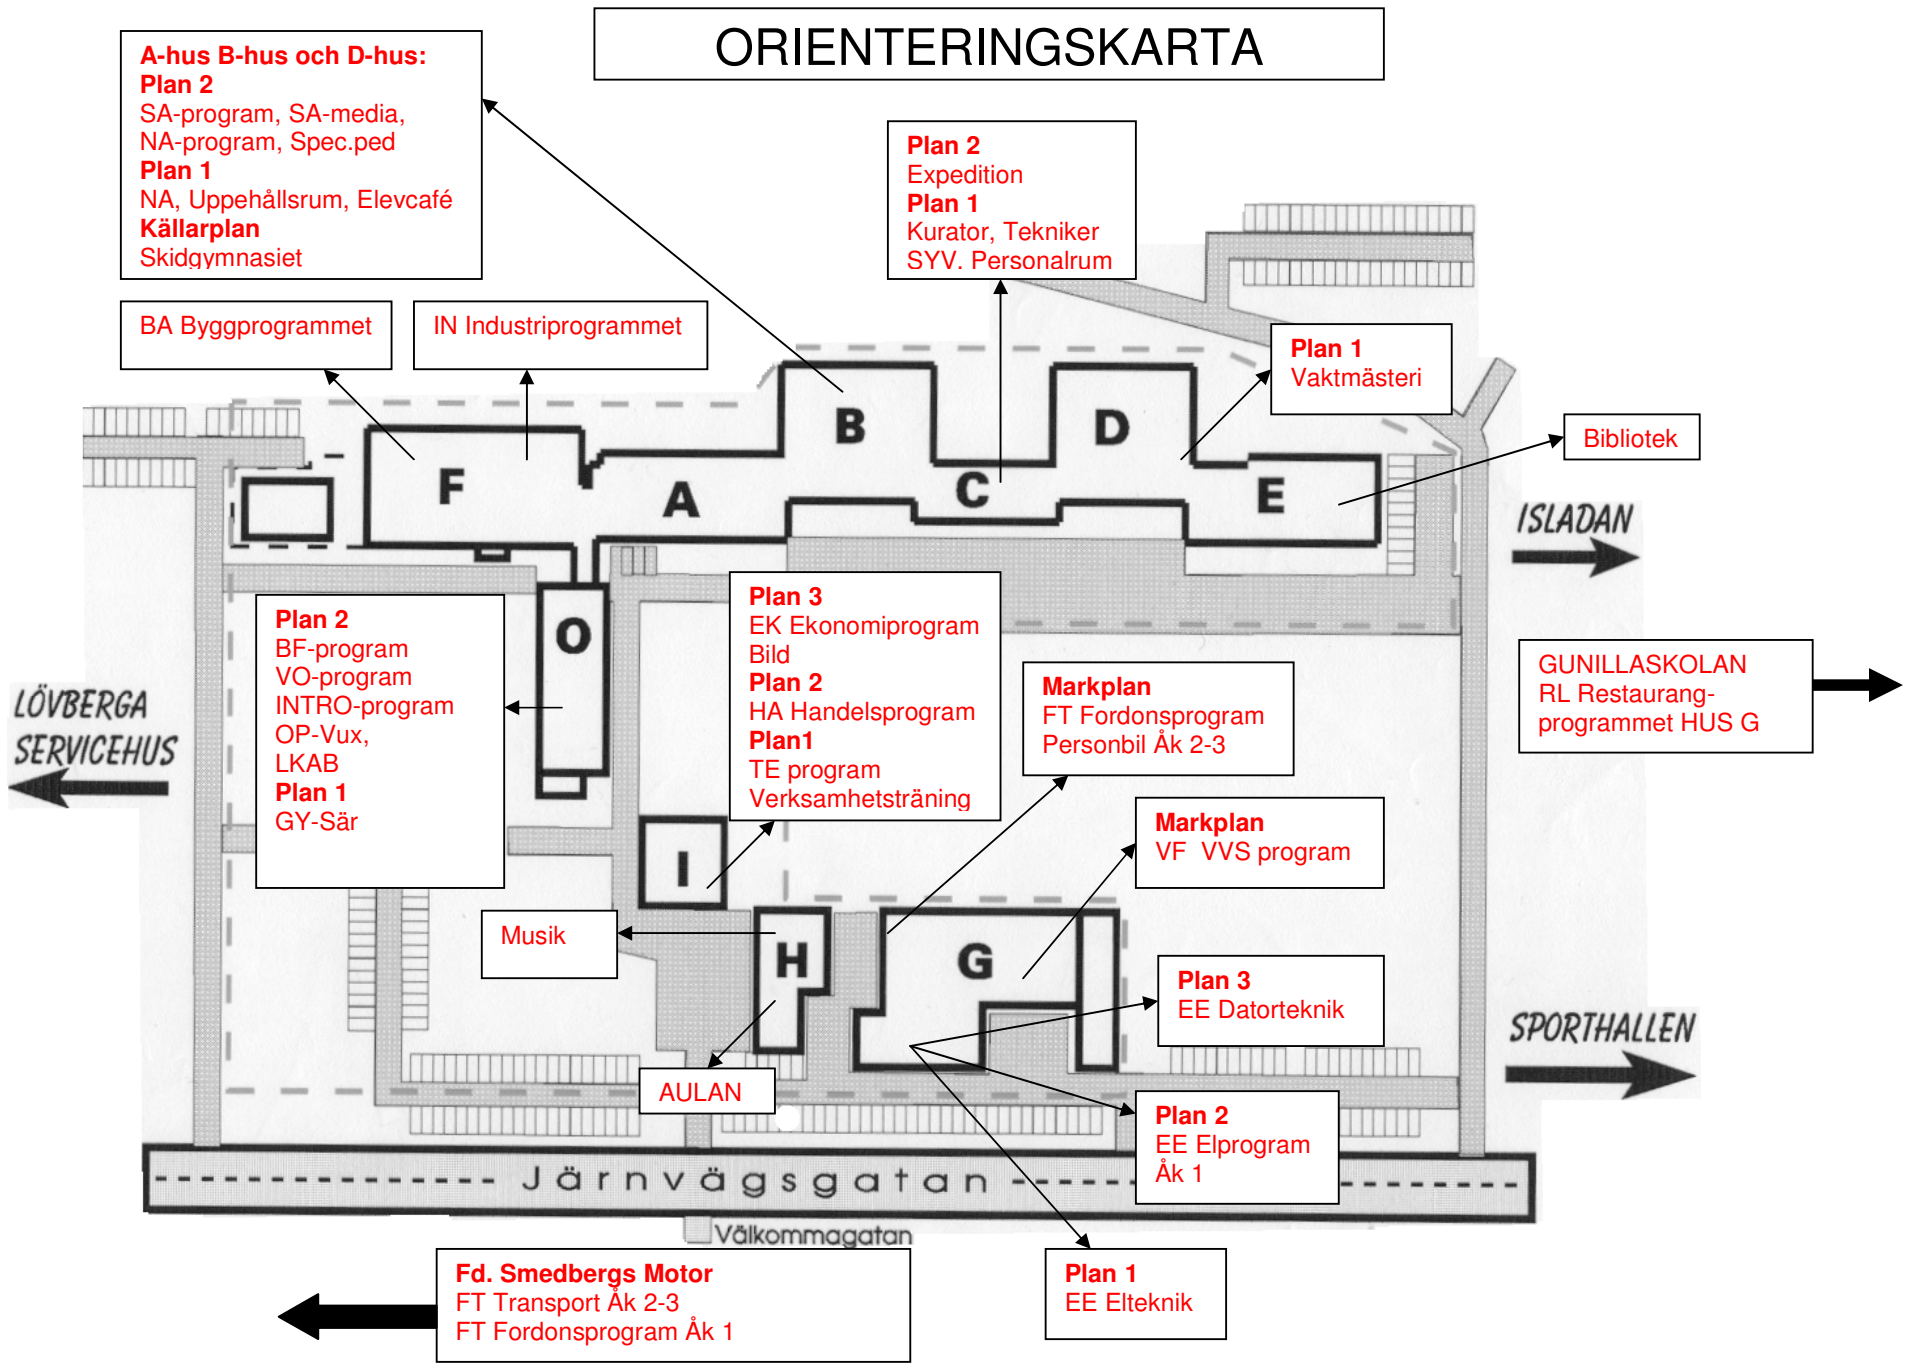 ORIENTERINGSKARTA
A-hus B-hus och D-hus:
Plan 2
SA-program, SA-media,
NA-program, Spec.ped
Plan 1
NA, Uppehållsrum, Elevcafé
Källarplan
Skidgymnasiet
Plan 2
Expedition
Plan 1
Kurator, Tekniker
SYV. Personalrum
BA Byggprogrammet
IN Industriprogrammet
Plan 1
Vaktmästeri
Bibliotek
B
D
F
A
C
E
ISLADAN
O
Plan 2
BF-program
VO-program
INTRO-program
OP-Vux,
LKAB
Plan 1
GY-Sär
Plan 3
EK Ekonomiprogram
Bild
Plan 2
HA Handelsprogram
Plan1
TE program
Verksamhetsträning
Markplan
FT Fordonsprogram
Personbil Åk 2-3
GUNILLASKOLAN
RL Restaurang-
programmet HUS G
LÖVBERGA
SERVICEHUS
Markplan
VF  VVS program
I
Musik
H
G
Plan 3
EE Datorteknik
SPORTHALLEN
AULAN
Plan 2
EE Elprogram
Åk 1
Järnvägsgatan
Välkommagatan
Fd. Smedbergs Motor
FT Transport Åk 2-3
FT Fordonsprogram Åk 1
Plan 1
EE Elteknik